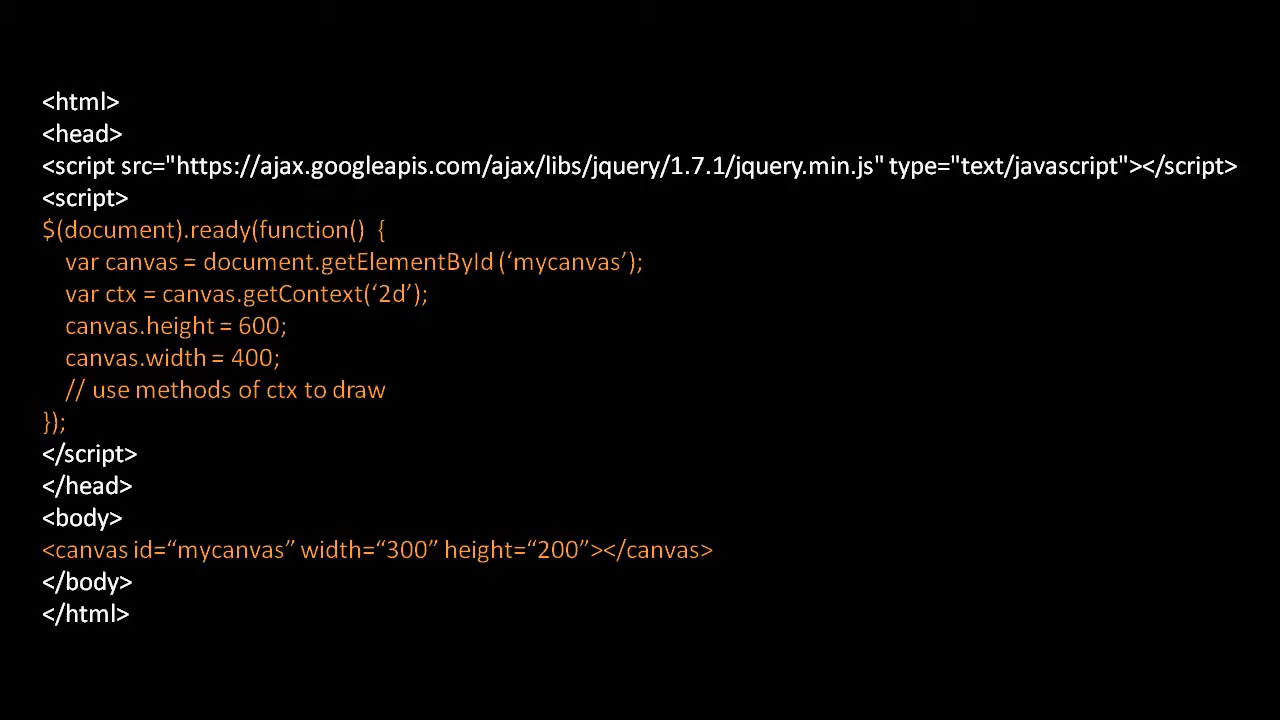 <html>
<head>
<script src="https://ajax.googleapis.com/ajax/libs/jquery/1.7.1/jquery.min.js" type="text/javascript"></script>
<script>
$(document).ready(function()  {
    var canvas = document.getElementById (‘mycanvas’);
    var ctx = canvas.getContext(‘2d’);
    canvas.height = 600;
    canvas.width = 400;
    // use methods of ctx to draw
});
</script>
</head>
<body>
<canvas id=“mycanvas” width=“300” height=“200”></canvas>
</body>
</html>